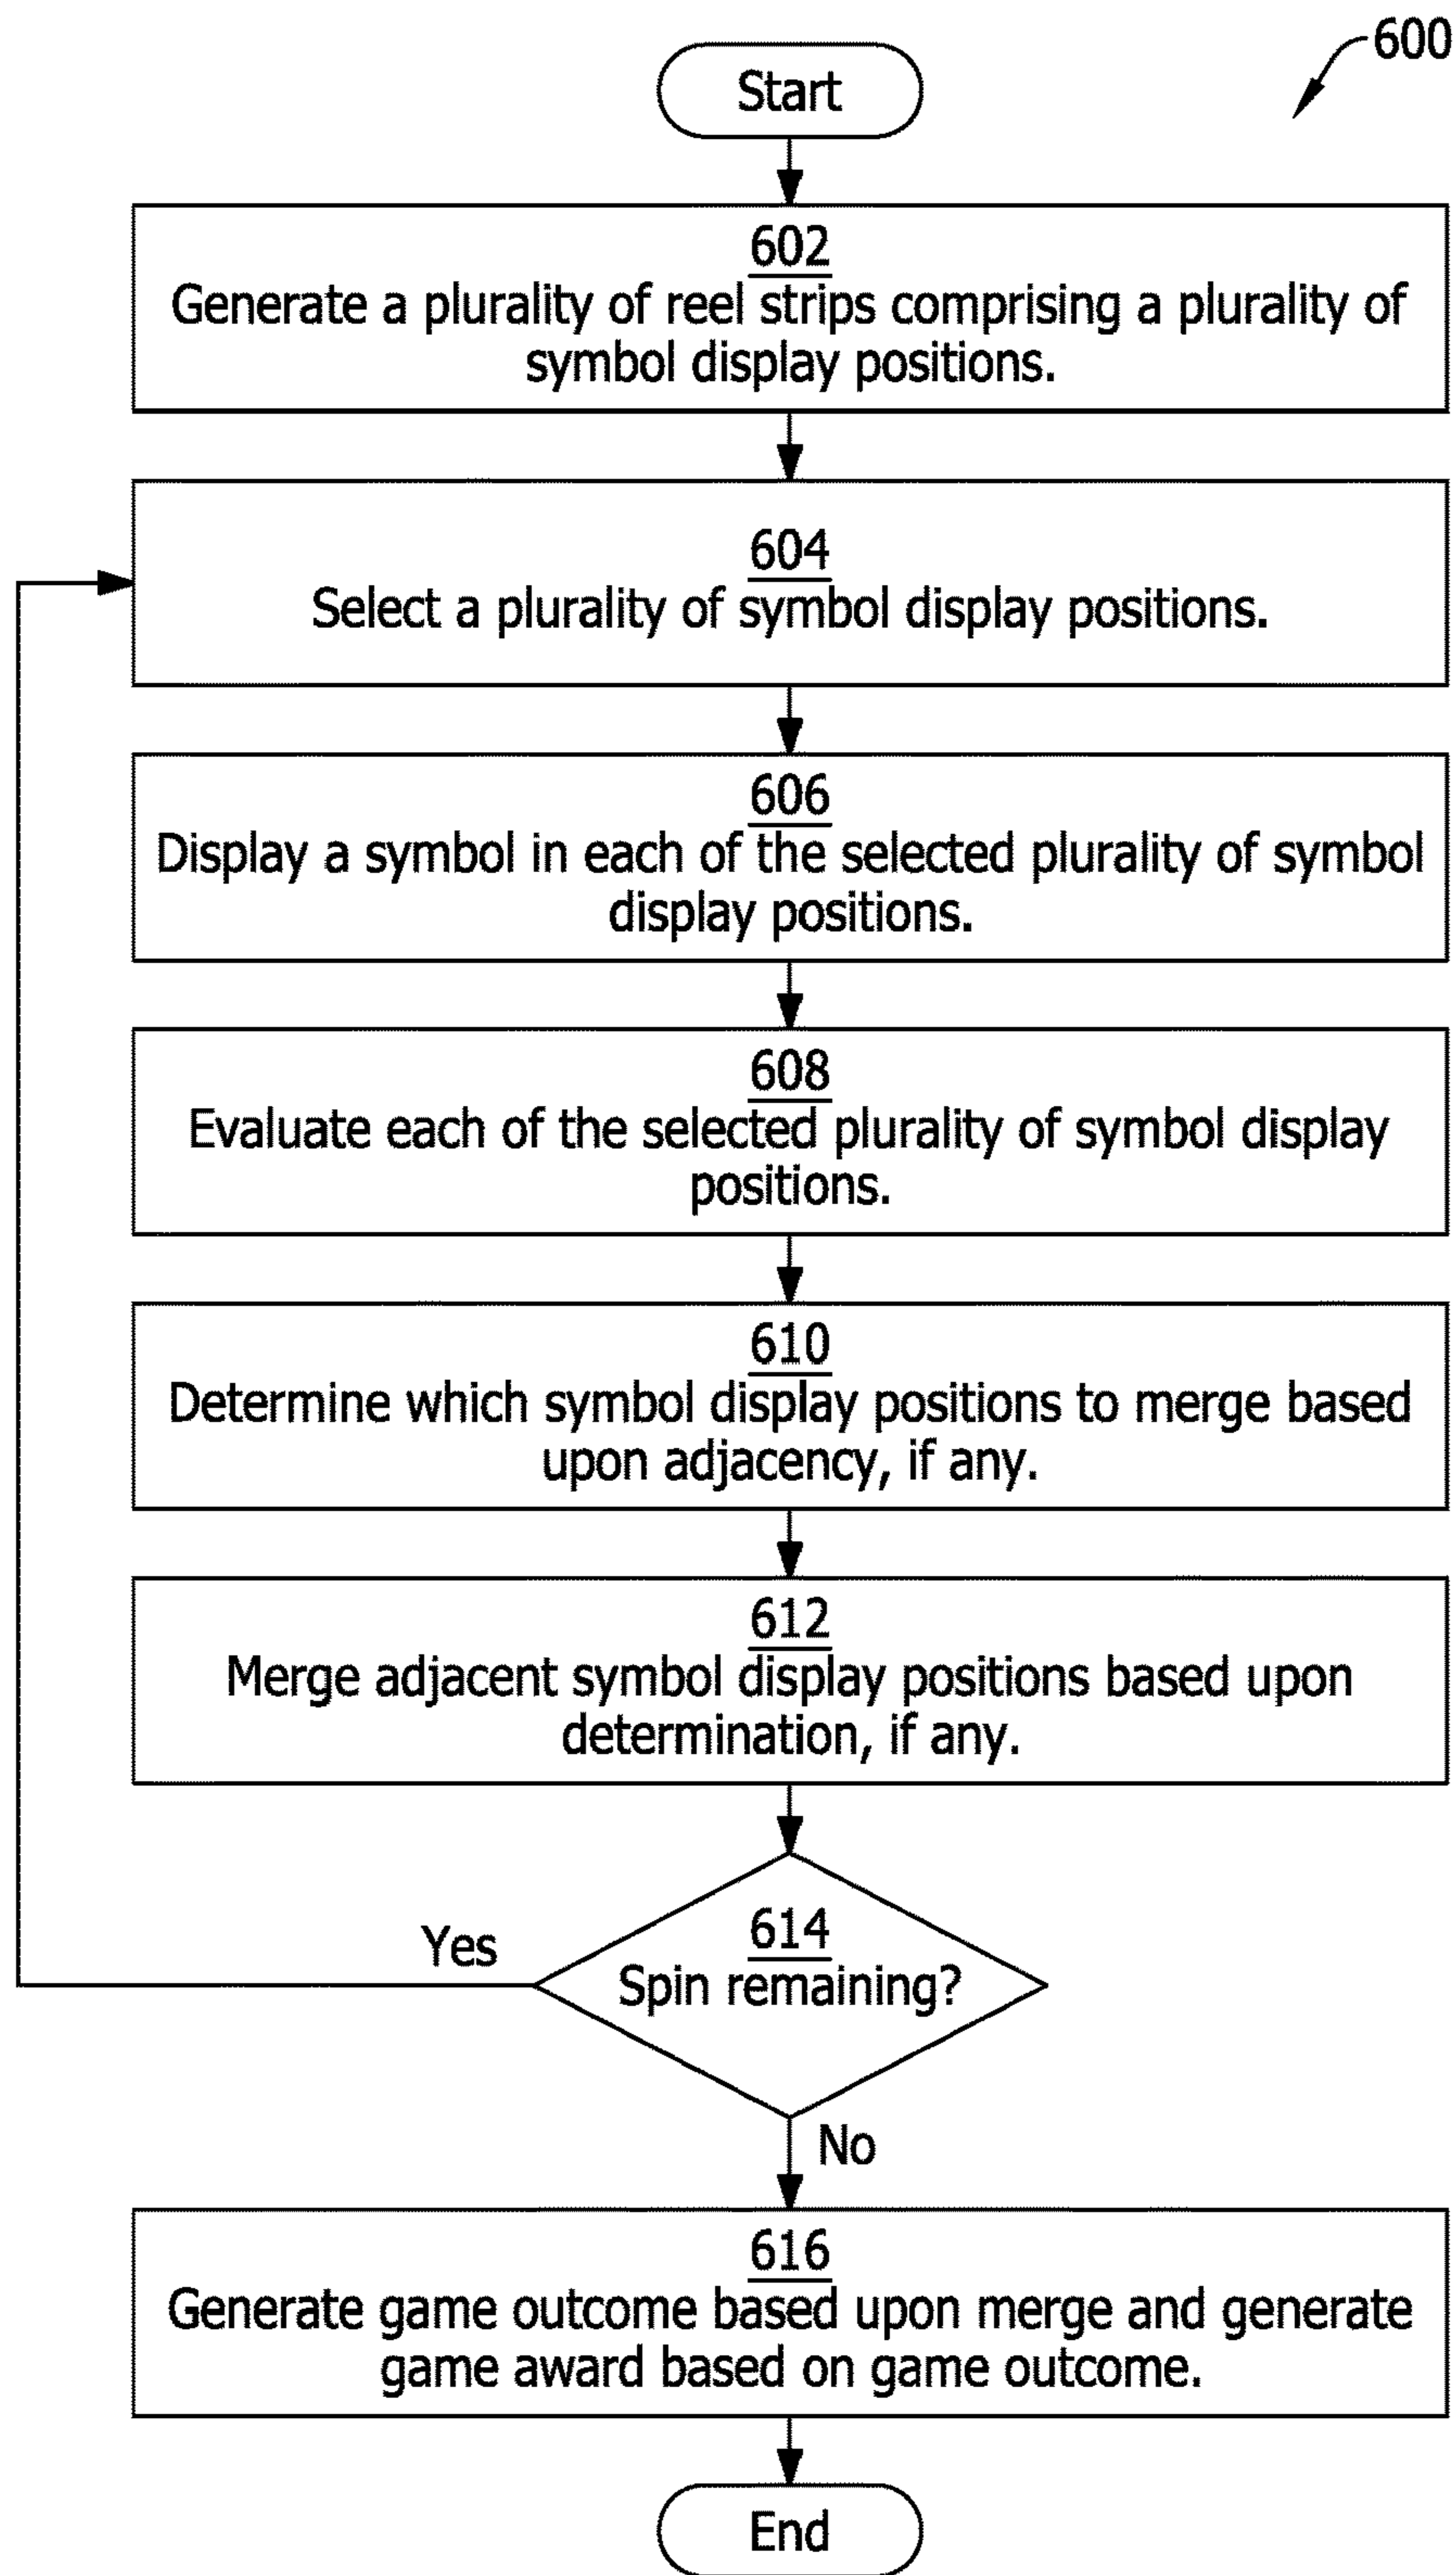 600
Start
602
Generate a plurality of reel strips comprising a plurality of
symbol display positions.
604
Select a plurality of symbol display positions.
606
Display a symbol in each of the selected plurality of symbol
display positions.
608
Evaluate each of the selected plurality of symbol display
positions.
610
Determine which symbol display positions to merge based
upon adjacency, if any.
612
Merge adjacent symbol display positions based upon
determination, if any.
614
Yes
Spin remaining?
No
616
Generate game outcome based upon merge and generate
game award based on game outcome.
End